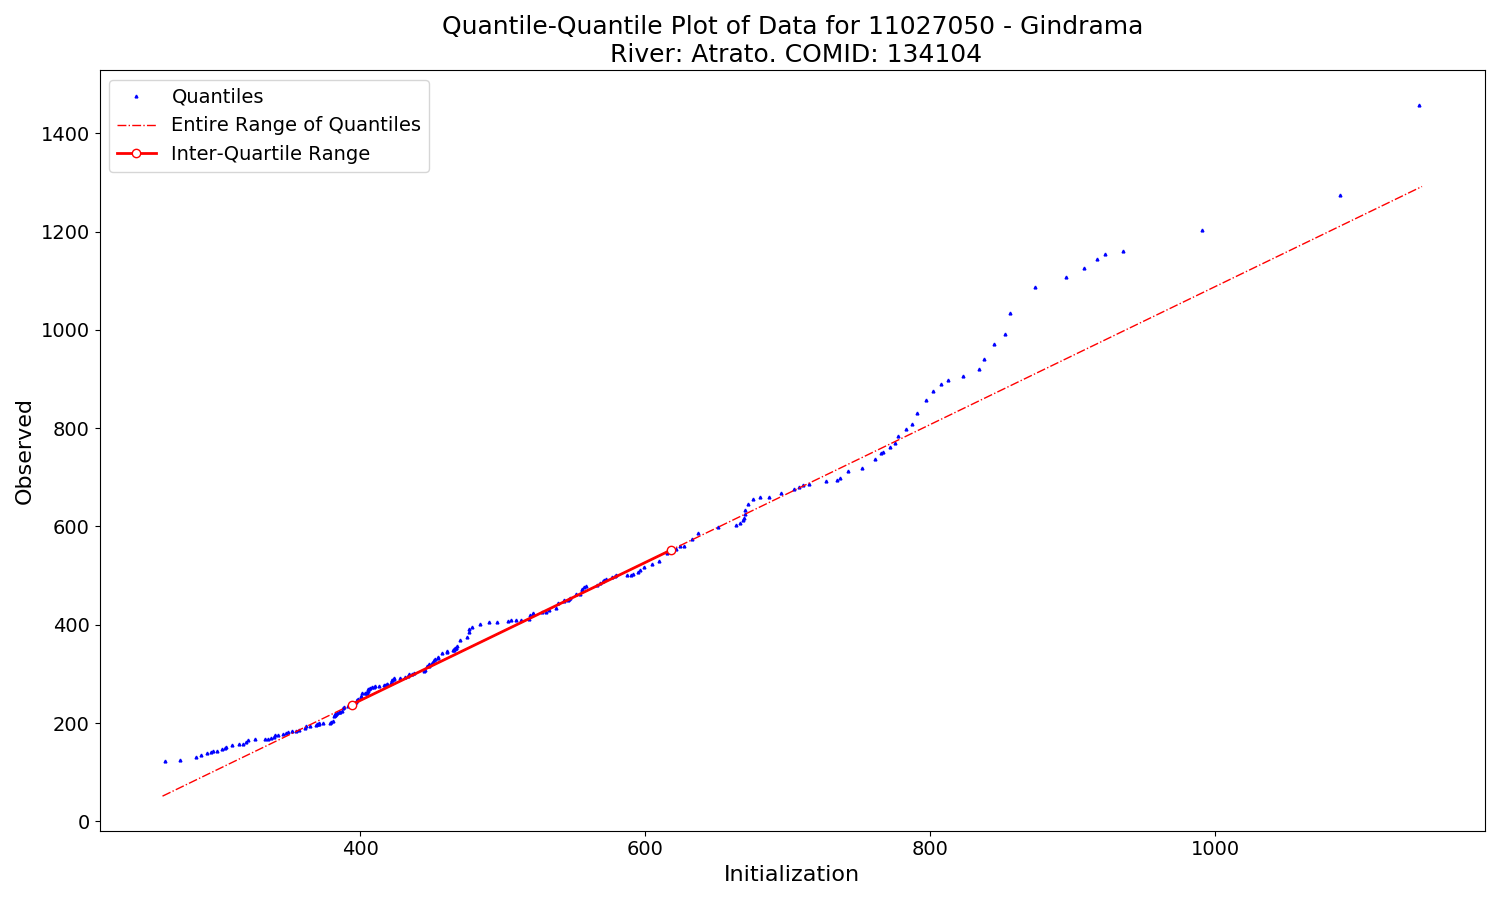 Quantile-Quantile Plot of Data for 11027050 - Gindrama
River: Atrato. COMID: 134104
Quantiles
Entire Range of Quantiles
Inter-Quartile Range
Observed
1400
1200
1000
800
600
400
200
0
400
600
800
1000
Initialization